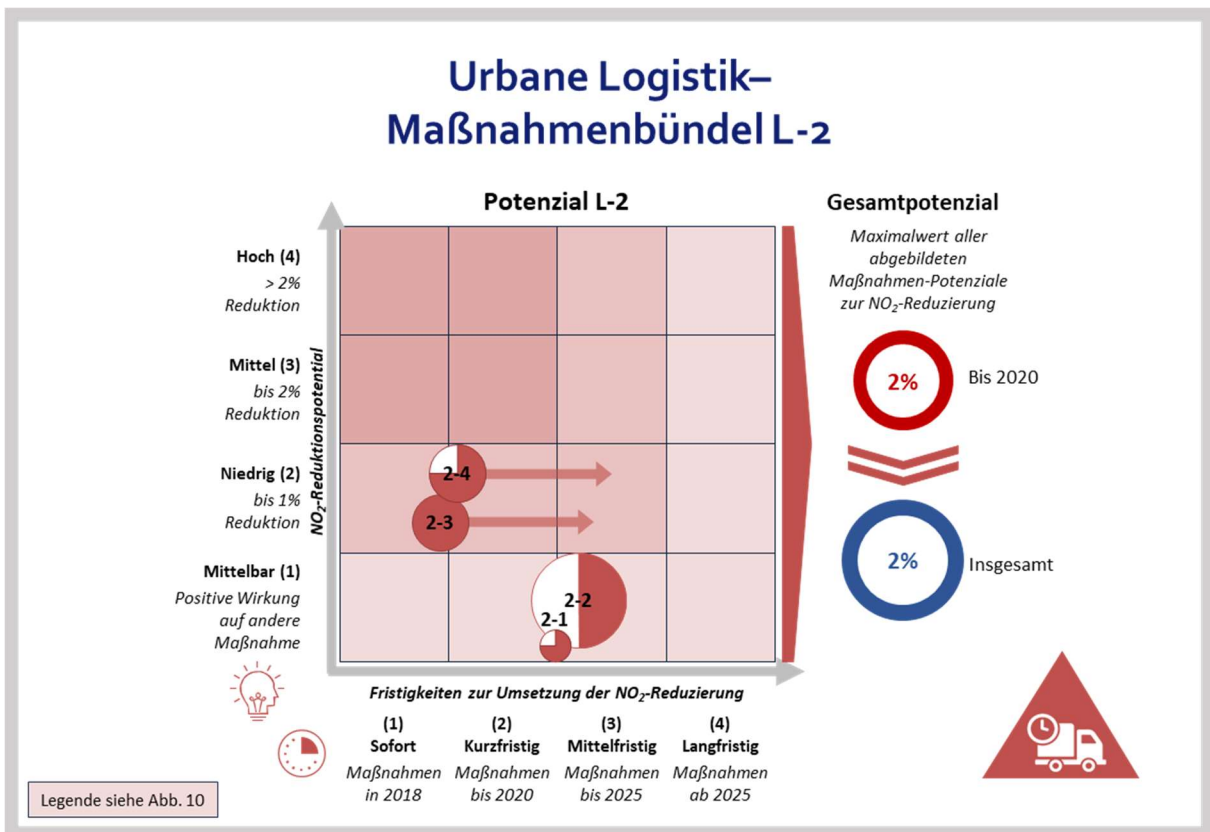 Urbane Logistik–
Maßnahmenbündel L-2
Potenzial L-2
NO₂-Reduktionspotential
Hoch (4)
> 2%
Reduktion
Mittel (3)
bis 2%
Reduktion
Niedrig (2)
bis 1%
Reduktion
Mittelbar (1)
Positive Wirkung
auf andere
Maßnahme
2-4
2-3
2-2
2-1
Fristigkeiten zur Umsetzung der NO₂-Reduzierung
(1)
Sofort
Maßnahmen
in 2018
(2)
Kurzfristig
Maßnahmen
bis 2020
(3)
Mittelfristig
Maßnahmen
bis 2025
(4)
Langfristig
Maßnahmen
ab 2025
Gesamtpotenzial
Maximalwert aller
abgebildeten
Maßnahmen-Potenziale
zur NO₂-Reduzierung
2%
Bis 2020
2%
Insgesamt
Legende siehe Abb. 10